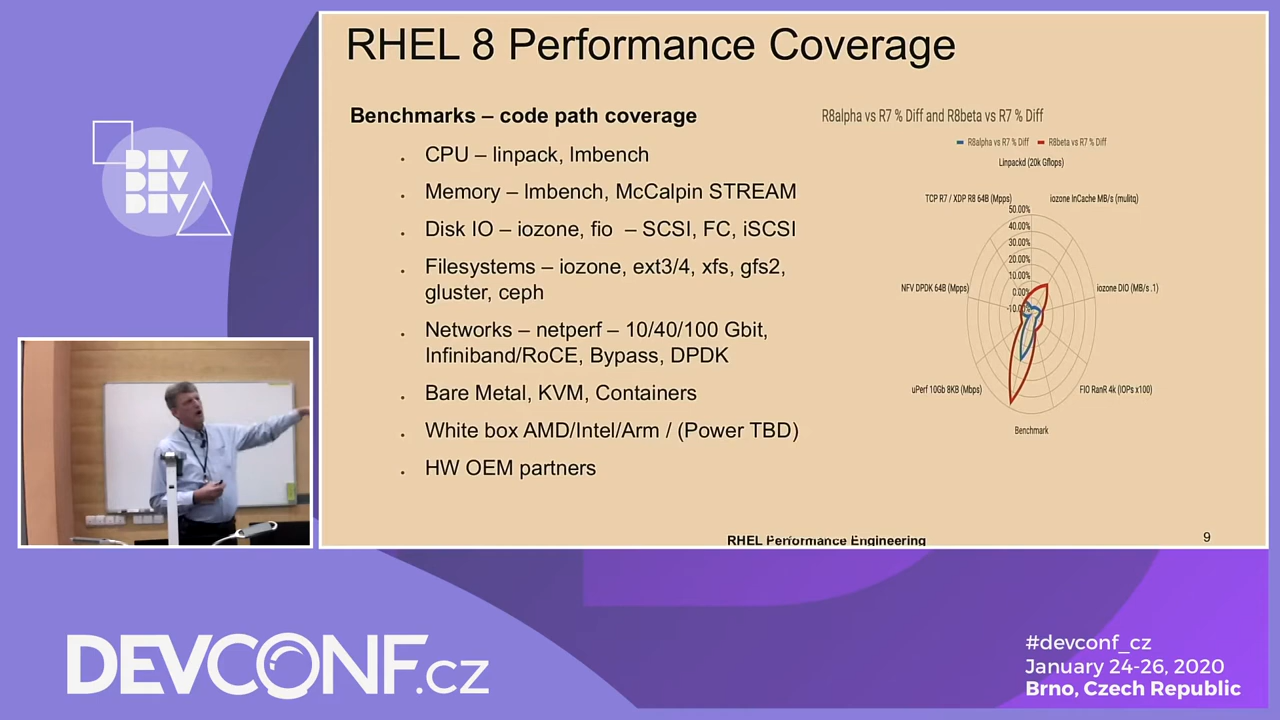 RHEL 8 Performance Coverage
Benchmarks – code path coverage
CPU – linpack, lmbench
Memory – lmbench, McCalpin STREAM
Disk IO – iozone, fio – SCSI, FC, iSCSI
Filesystems – iozone, ext3/4, xfs, gfs2,
gluster, ceph
Networks – netperf – 10/40/100 Gbit,
Infiniband/RoCE, Bypass, DPDK
Bare Metal, KVM, Containers
White box AMD/Intel/Arm / (Power TBD)
HW OEM partners
R8alpha vs R7 % Diff and R8beta vs R7 % Diff
R8alpha vs R7 % Diff R8beta vs R7 % Diff
Linpackd (20k Gflops)
TCP R7 / XDP R8 64B (Mpps)
iozone InCache MB/s (mulitq)
50.00%
40.00%
30.00%
20.00%
10.00%
0.00%
-10.00%
NFV DPDK 64B (Mpps)
iozone DIO (MB/s .1)
uPerf 10Gb 8KB (Mbps)
FIO RanR 4k (IOPs x100)
Benchmark
RHEL Performance Engineering
9
DEV
DEV
DEV
DEVCONF.cz
#devconf_cz
January 24-26, 2020
Brno, Czech Republic